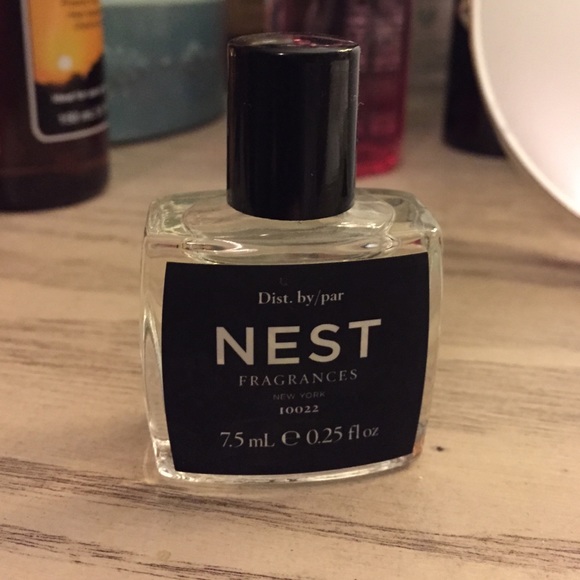 Dist. by/par
NEST
FRAGRANCES
NEW YORK
10022
7.5 mL ℮ 0.25 fl oz